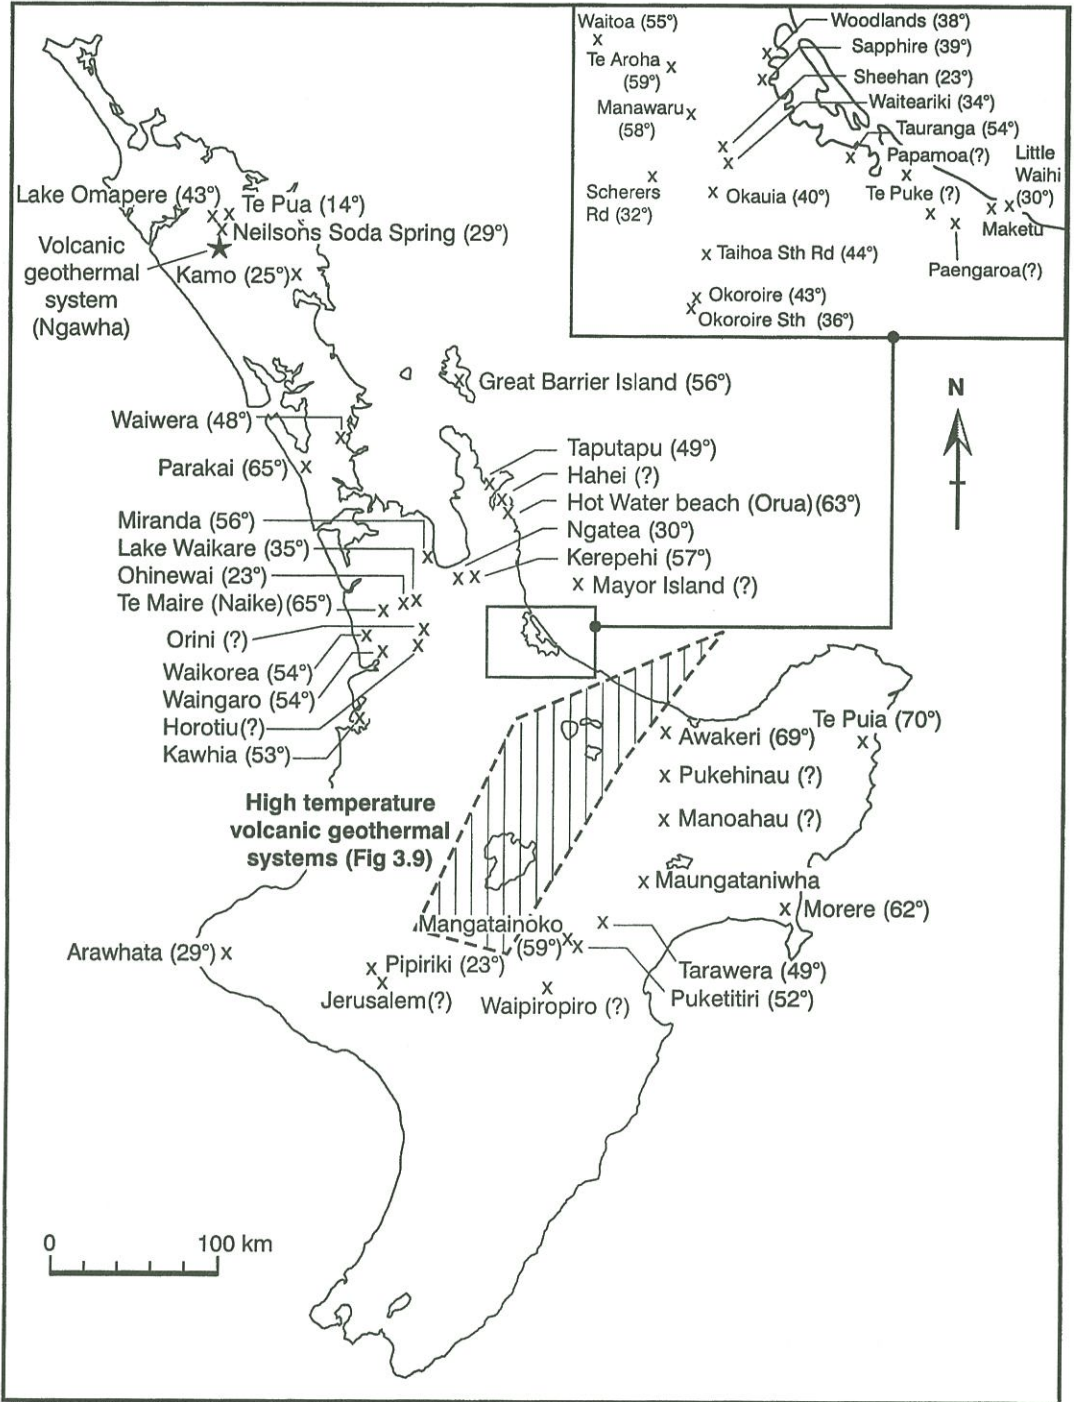 Waitoa (55°)
Te Aroha
(59°)
Manawaru
(58°)
Scherers
Rd (32°)
Woodlands (38°)
Sapphire (39°)
Sheehan (23°)
Waiteariki (34°)
Tauranga (54°)
Papamoa(?)
Little
Waihi
(30°)
Te Puke (?)
Maketu
Okauia (40°)
Paengaroa(?)
Taihoa Sth Rd (44°)
Okoroire (43°)
Okoroire Sth (36°)
Lake Omapere (43°)
Te Pua (14°)
Neilsons Soda Spring (29°)
Volcanic
geothermal
system
(Ngawha)
Kamo (25°)
N
Great Barrier Island (56°)
Waiwera (48°)
Parakai (65°)
Taputapu (49°)
Hahei (?)
Hot Water beach (Orua)(63°)
Ngatea (30°)
Kerepehi (57°)
Mayor Island (?)
Miranda (56°)
Lake Waikare (35°)
Ohinewai (23°)
Te Maire (Naike)(65°)
Orini (?)
Waikorea (54°)
Waingaro (54°)
Horotiu(?)
Kawhia (53°)
Te Puia (70°)
Awakeri (69°)
Pukehinau (?)
Manoahau (?)
Maungataniwha
Morere (62°)
High temperature
volcanic geothermal
systems (Fig 3.9)
Mangatainoko
(59°)
Tarawera (49°)
Puketitiri (52°)
Arawhata (29°)
Pipiriki (23°)
Jerusalem(?)
Waipiropiro (?)
0
100 km